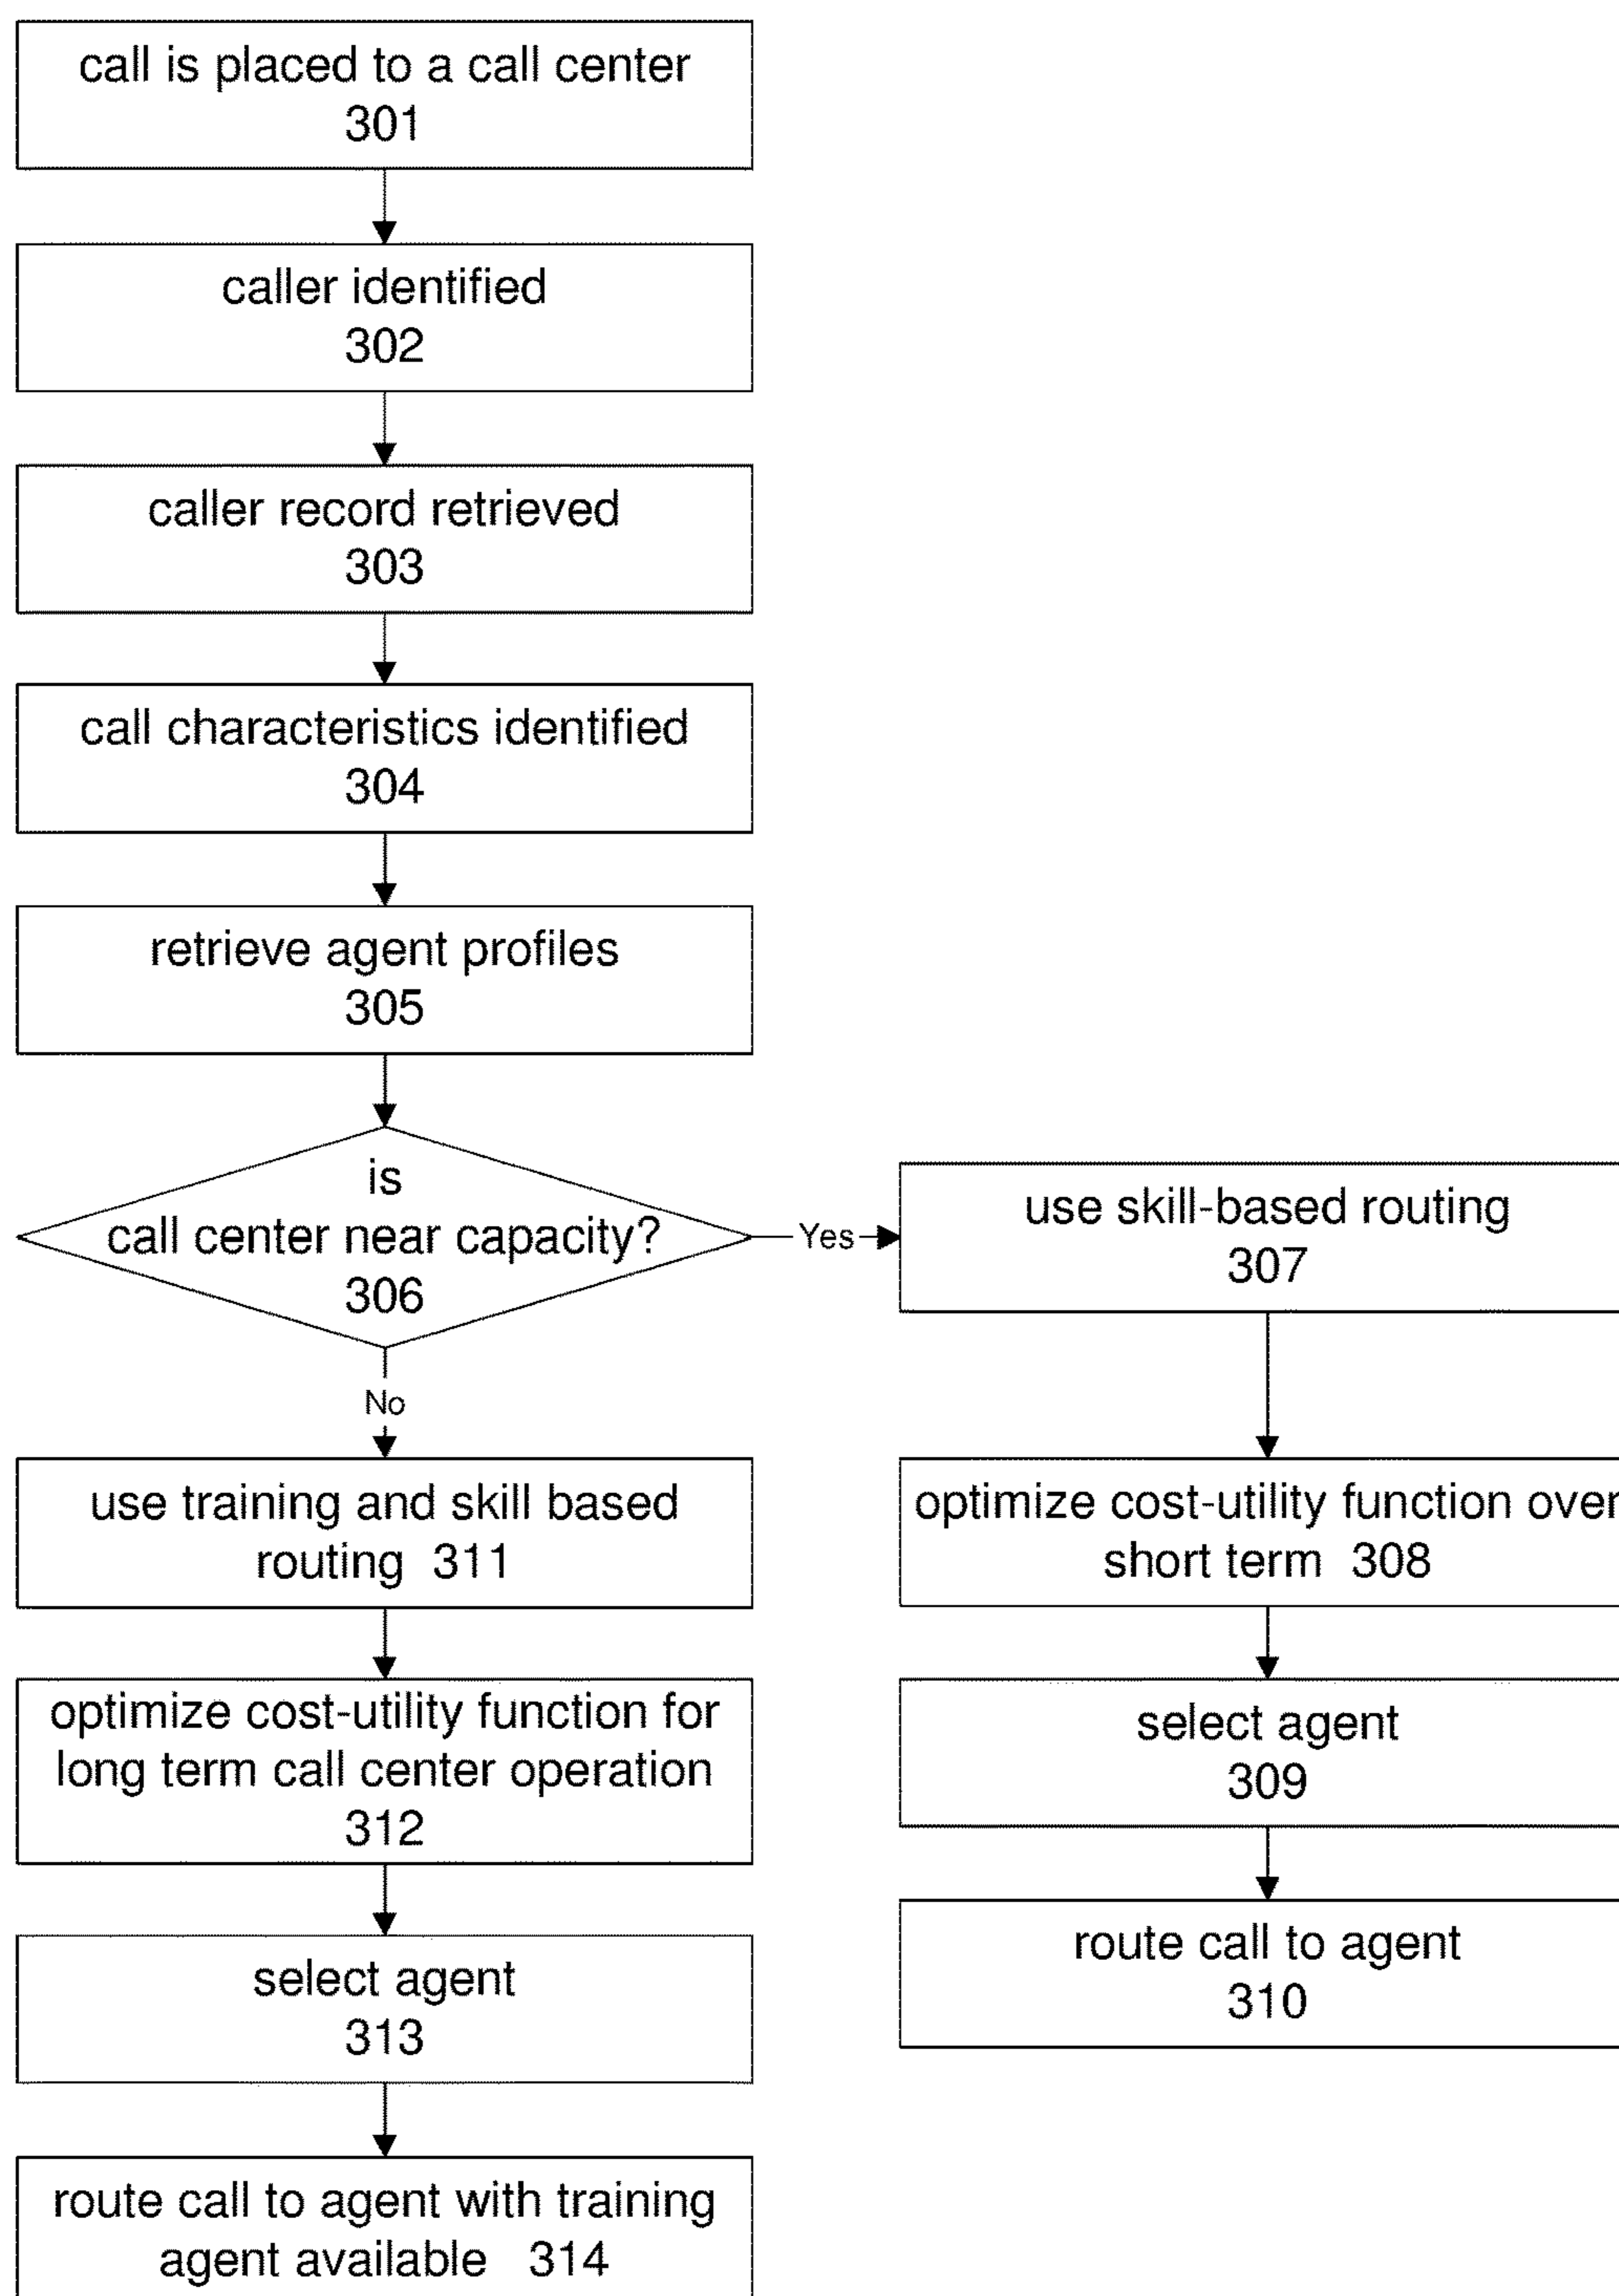 call is placed to a call center
301
caller identified
302
caller record retrieved
303
call characteristics identified
304
retrieve agent profiles
305
is
call center near capacity?
306
Yes
use skill-based routing
307
optimize cost-utility function over
short term 308
select agent
309
route call to agent
310
No
use training and skill based
routing 311
optimize cost-utility function for
long term call center operation
312
select agent
313
route call to agent with training
agent available 314